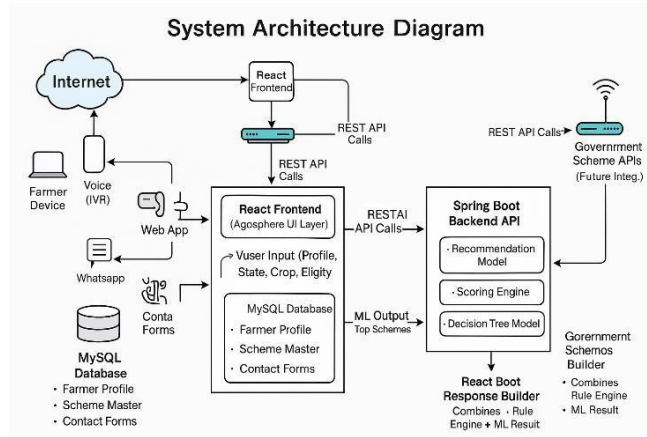 System Architecture Diagram
Internet
React
Frontend
REST API
Calls
REST API
Calls
REST API Calls
Government
Scheme APIs
(Future Integ.)
Farmer
Device
Voice
(IVR)
Web App
Whatsapp
Conta
Forms
React Frontend
(Agosphere UI Layer)
Vuser Input (Profile,
State, Crop, Eligity
MySQL Database
• Farmer Profile
• Scheme Master
• Contact Forms
RESTAI
API Calls
ML Output
Top Schemes
Spring Boot
Backend API
· Recommendation
Model
· Scoring Engine
· Decision Tree Model
MySQL
Database
• Farmer Profile
• Scheme Master
• Contact Forms
React Boot
Response Builder
Combines · Rule
Engine + ML Resuit
Gorernernt
Schemos
Builder
• Combines
Rule Engine
• ML Result